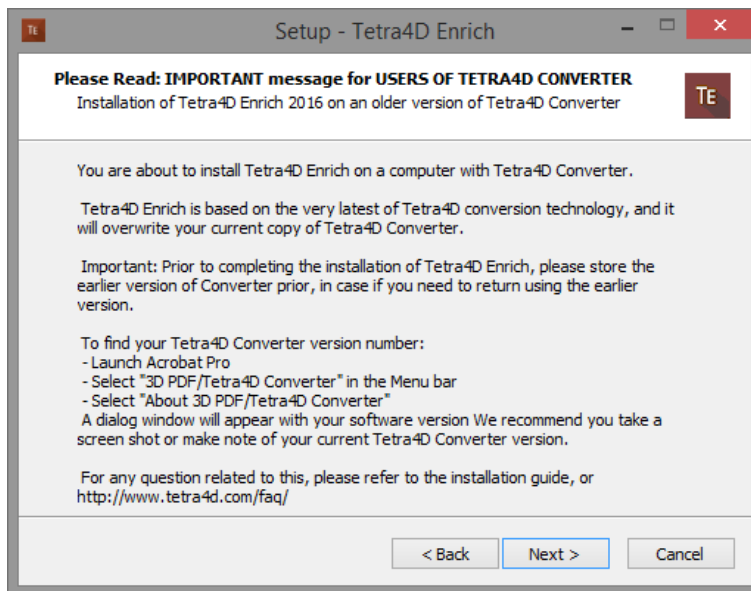 TE
Setup - Tetra4D Enrich
Please Read: IMPORTANT message for USERS OF TETRA4D CONVERTER
Installation of Tetra4D Enrich 2016 on an older version of Tetra4D Converter
TE
You are about to install Tetra4D Enrich on a computer with Tetra4D Converter.
Tetra4D Enrich is based on the very latest of Tetra4D conversion technology, and it
will overwrite your current copy of Tetra4D Converter.
Important: Prior to completing the installation of Tetra4D Enrich, please store the
earlier version of Converter prior, in case if you need to return using the earlier
version.
To find your Tetra4D Converter version number:
- Launch Acrobat Pro
- Select "3D PDF/Tetra4D Converter" in the Menu bar
- Select "About 3D PDF/Tetra4D Converter"
A dialog window will appear with your software version We recommend you take a
screen shot or make note of your current Tetra4D Converter version.
For any question related to this, please refer to the installation guide, or
http://www.tetra4d.com/faq/
< Back
Next >
Cancel